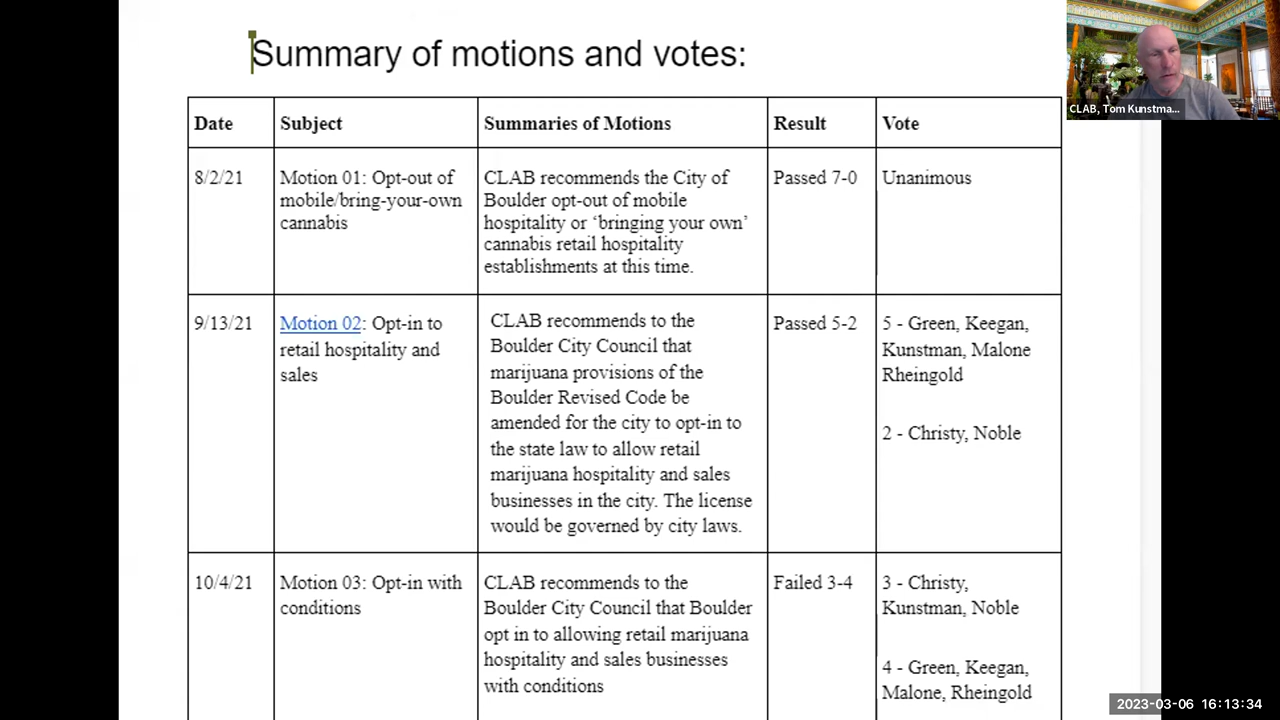 Summary of motions and votes:
CLAB, Tom Kunstma...
Date
Subject
Summaries of Motions
Result
Vote
8/2/21
Motion 01: Opt-out of
mobile/bring-your-own
cannabis
CLAB recommends the City of
Boulder opt-out of mobile
hospitality or ‘bringing your own’
cannabis retail hospitality
establishments at this time.
Passed 7-0
Unanimous
9/13/21
Motion 02: Opt-in to
retail hospitality and
sales
CLAB recommends to the
Boulder City Council that
marijuana provisions of the
Boulder Revised Code be
amended for the city to opt-in to
the state law to allow retail
marijuana hospitality and sales
businesses in the city. The license
would be governed by city laws.
Passed 5-2
5 - Green, Keegan,
Kunstman, Malone
Rheingold
2 - Christy, Noble
10/4/21
Motion 03: Opt-in with
conditions
CLAB recommends to the
Boulder City Council that Boulder
opt in to allowing retail marijuana
hospitality and sales businesses
with conditions
Failed 3-4
3 - Christy,
Kunstman, Noble
4 - Green, Keegan,
Malone, Rheingold
2023-03-06 16:13:34